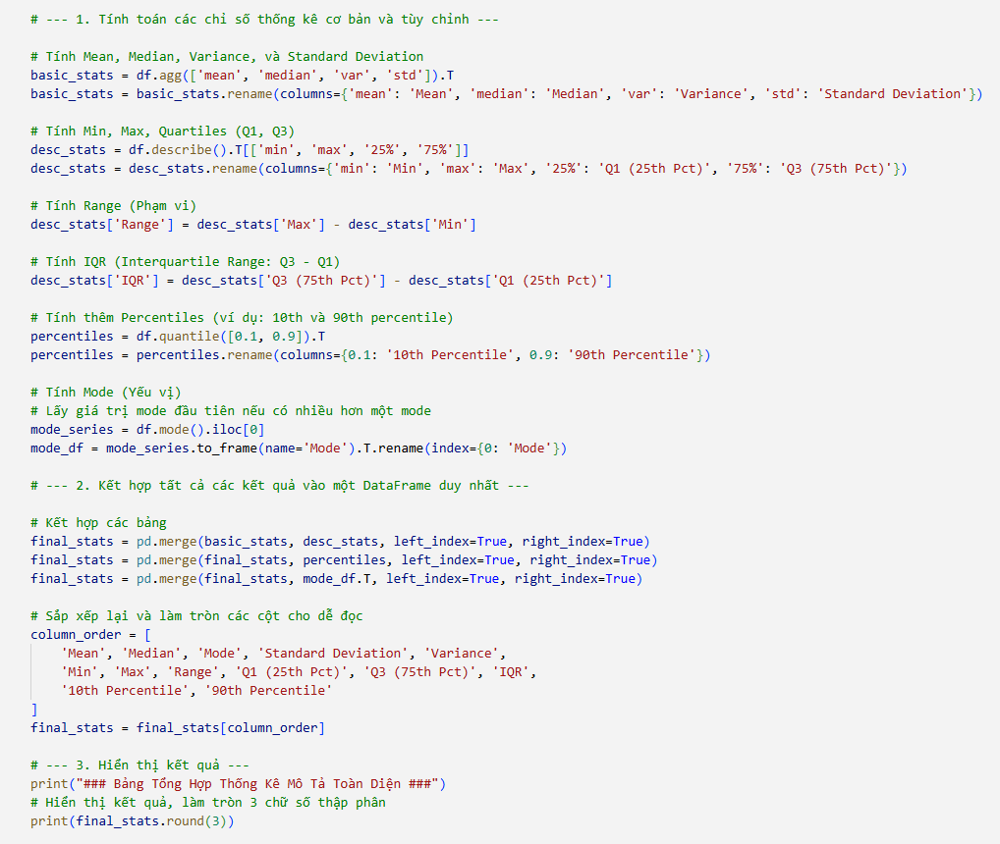 # --- 1. Tính toán các chỉ số thống kê cơ bản và tùy chỉnh ---
# Tính Mean, Median, Variance, và Standard Deviation
basic_stats = df.agg(['mean', 'median', 'var', 'std']).T
basic_stats = basic_stats.rename(columns={'mean': 'Mean', 'median': 'Median', 'var': 'Variance', 'std': 'Standard Deviation'})
# Tính Min, Max, Quartiles (Q1, Q3)
desc_stats = df.describe().T[['min', 'max', '25%', '75%']]
desc_stats = desc_stats.rename(columns={'min': 'Min', 'max': 'Max', '25%': 'Q1 (25th Pct)', '75%': 'Q3 (75th Pct)'})
# Tính Range (Phạm vi)
desc_stats['Range'] = desc_stats['Max'] - desc_stats['Min']
# Tính IQR (Interquartile Range: Q3 - Q1)
desc_stats['IQR'] = desc_stats['Q3 (75th Pct)'] - desc_stats['Q1 (25th Pct)']
# Tính thêm Percentiles (ví dụ: 10th và 90th percentile)
percentiles = df.quantile([0.1, 0.9]).T
percentiles = percentiles.rename(columns={0.1: '10th Percentile', 0.9: '90th Percentile'})
# Tính Mode (Yếu vị)
# Lấy giá trị mode đầu tiên nếu có nhiều hơn một mode
mode_series = df.mode().iloc[0]
mode_df = mode_series.to_frame(name='Mode').T.rename(index={0: 'Mode'})
# --- 2. Kết hợp tất cả các kết quả vào một DataFrame duy nhất ---
# Kết hợp các bảng
final_stats = pd.merge(basic_stats, desc_stats, left_index=True, right_index=True)
final_stats = pd.merge(final_stats, percentiles, left_index=True, right_index=True)
final_stats = pd.merge(final_stats, mode_df.T, left_index=True, right_index=True)
# Sắp xếp lại và làm tròn các cột cho dễ đọc
column_order = [
    'Mean', 'Median', 'Mode', 'Standard Deviation', 'Variance',
    'Min', 'Max', 'Range', 'Q1 (25th Pct)', 'Q3 (75th Pct)', 'IQR',
    '10th Percentile', '90th Percentile'
]
final_stats = final_stats[column_order]
# --- 3. Hiển thị kết quả ---
print("### Bảng Tổng Hợp Thống Kê Mô Tả Toàn Diện ###")
# Hiển thị kết quả, làm tròn 3 chữ số thập phân
print(final_stats.round(3))